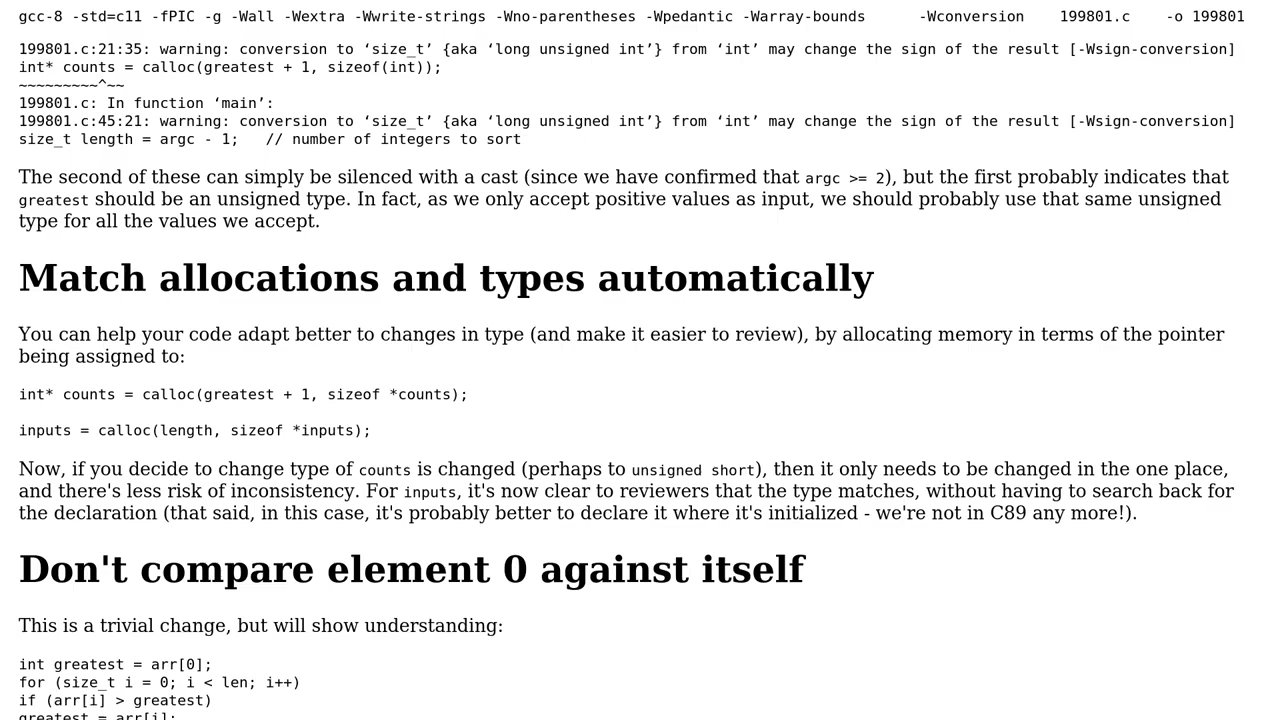 gcc-8 -std=c11 -fPIC -g -Wall -Wextra -Wwrite-strings -Wno-parentheses -Wpedantic -Warray-bounds      -Wconversion    199801.c    -o 199801
199801.c:21:35: warning: conversion to ‘size_t’ {aka ‘long unsigned int’} from ‘int’ may change the sign of the result [-Wsign-conversion]
int* counts = calloc(greatest + 1, sizeof(int));
~~~~~~~~~^~~
199801.c: In function ‘main’:
199801.c:45:21: warning: conversion to ‘size_t’ {aka ‘long unsigned int’} from ‘int’ may change the sign of the result [-Wsign-conversion]
size_t length = argc - 1;   // number of integers to sort
The second of these can simply be silenced with a cast (since we have confirmed that argc >= 2), but the first probably indicates that
greatest should be an unsigned type. In fact, as we only accept positive values as input, we should probably use that same unsigned
type for all the values we accept.
Match allocations and types automatically
You can help your code adapt better to changes in type (and make it easier to review), by allocating memory in terms of the pointer
being assigned to:
int* counts = calloc(greatest + 1, sizeof *counts);
inputs = calloc(length, sizeof *inputs);
Now, if you decide to change type of counts is changed (perhaps to unsigned short), then it only needs to be changed in the one place,
and there's less risk of inconsistency. For inputs, it's now clear to reviewers that the type matches, without having to search back for
the declaration (that said, in this case, it's probably better to declare it where it's initialized - we're not in C89 any more!).
Don't compare element 0 against itself
This is a trivial change, but will show understanding:
int greatest = arr[0];
for (size_t i = 0; i < len; i++)
if (arr[i] > greatest)
greatest = arr[i];